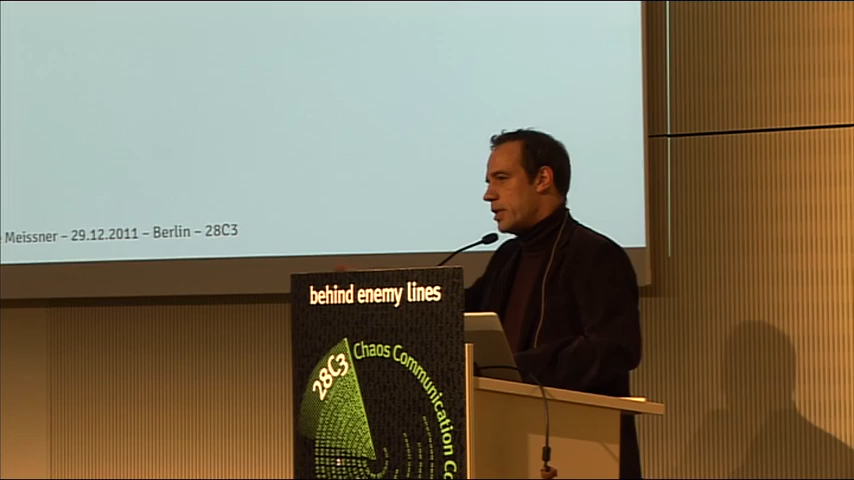 Meissner – 29.12.2011 – Berlin – 28C3
behind enemy lines
28C3
Chaos Communication